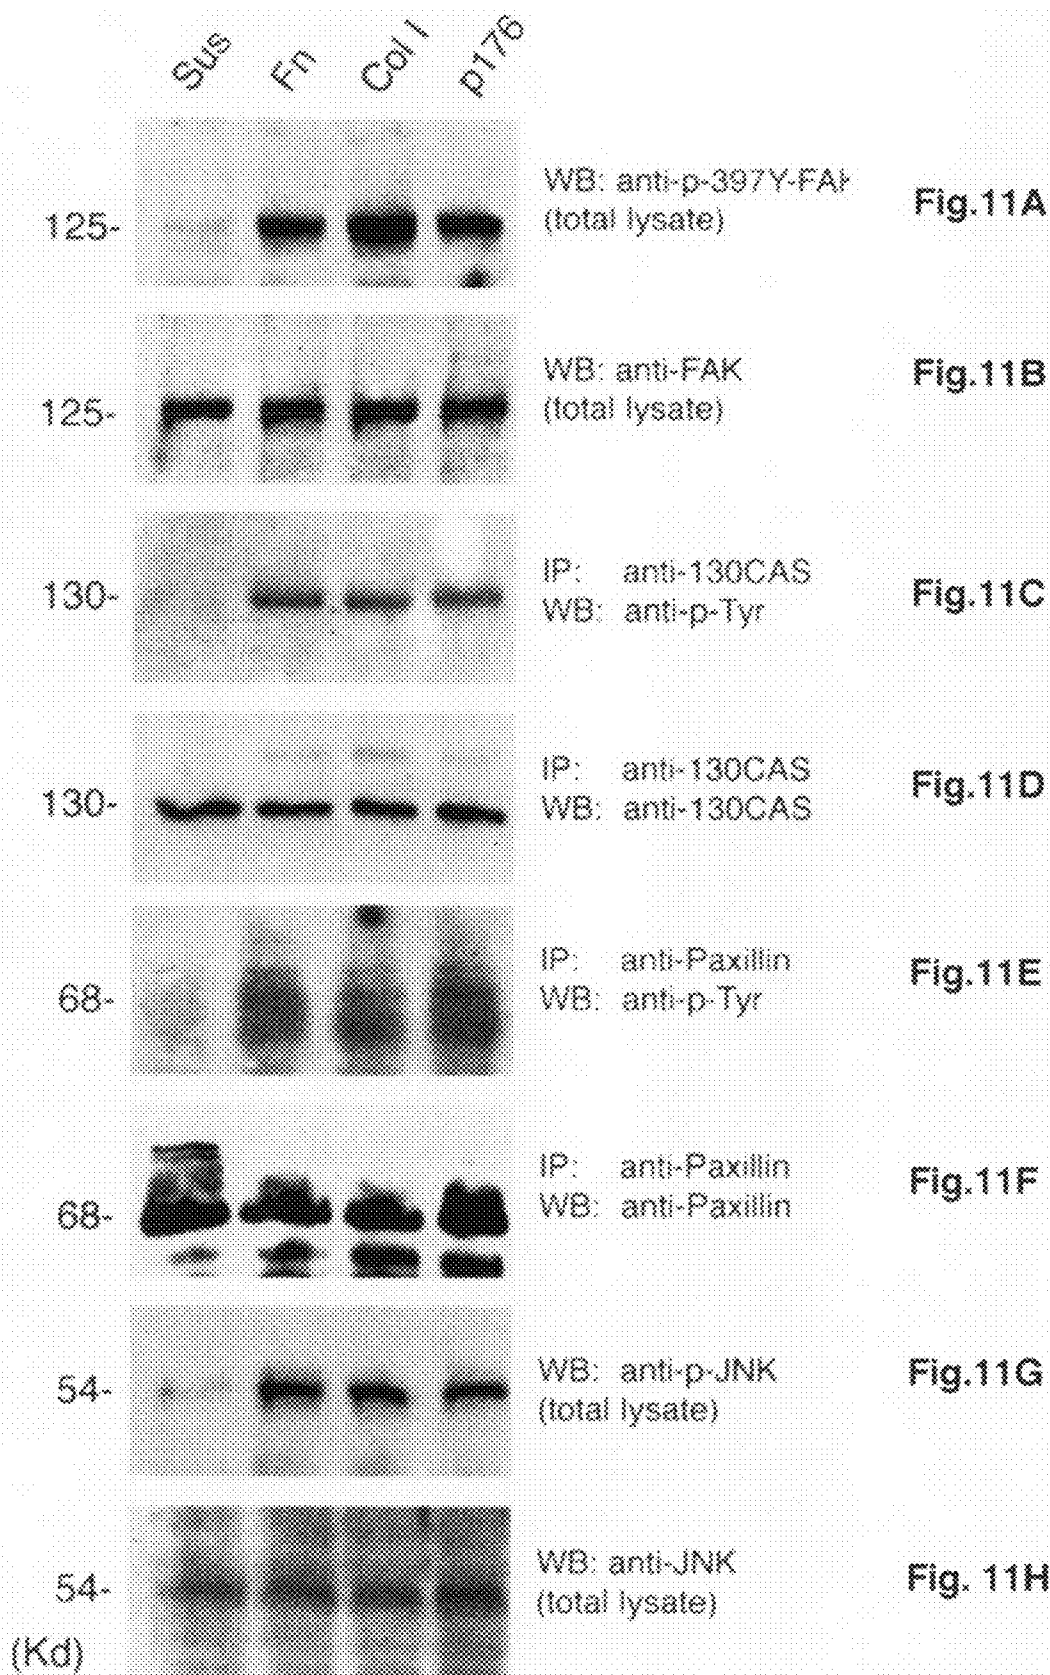 Sus Fn Col I p176
WB: anti-p-397Y-FAK
125- (total lysate) Fig.11A
WB: anti-FAK Fig.11B
125- (total lysate)
IP: anti-130CAS
130- WB: anti-p-Tyr Fig.11C
IP: anti-130CAS Fig.11D
130- WB: anti-130CAS
IP: anti-Paxillin Fig.11E
68- WB: anti-p-Tyr
IP: anti-Paxillin Fig.11F
68- WB: anti-Paxillin
54- WB: anti-p-JNK Fig.11G
(total lysate)
WB: anti-JNK Fig. 11H
54- (total lysate)
(Kd)